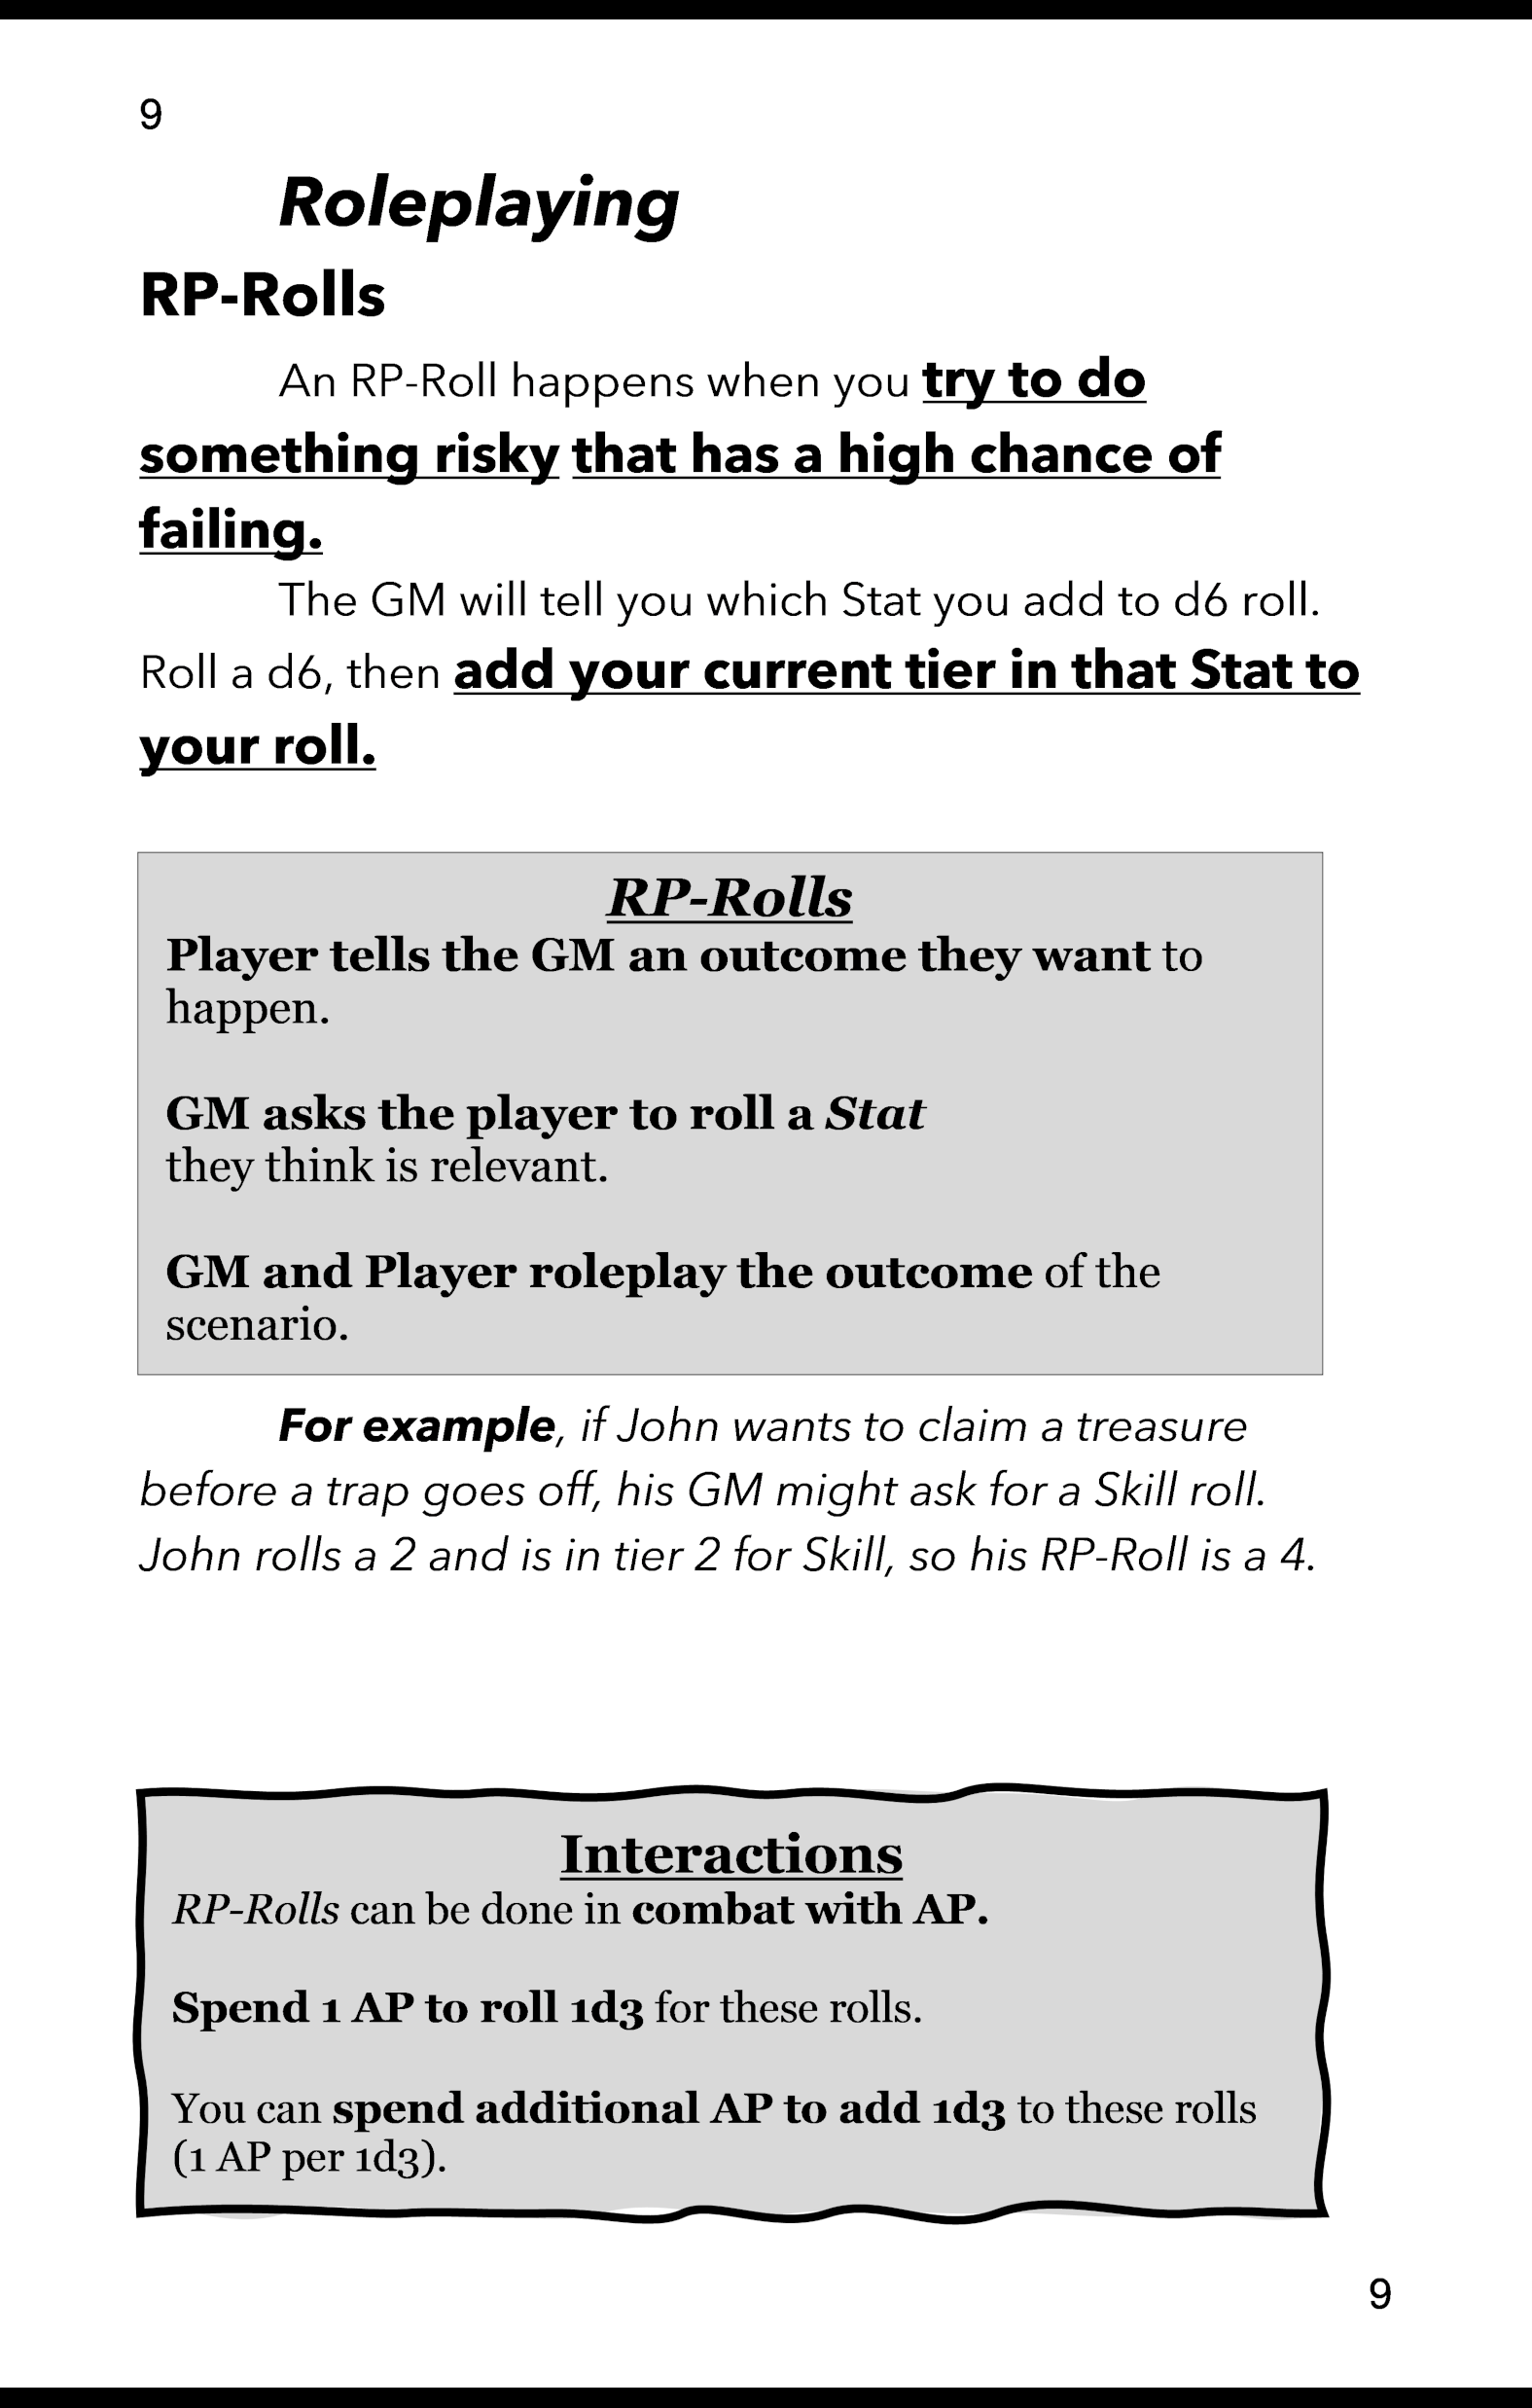 9
Roleplaying
RP-Rolls
An RP-Roll happens when you try to do
something risky that has a high chance of
failing.
The GM will tell you which Stat you add to d6 roll.
Roll a d6, then add your current tier in that Stat to
your roll.
RP-Rolls
Player tells the GM an outcome they want to
happen.
GM asks the player to roll a Stat
they think is relevant.
GM and Player roleplay the outcome of the
scenario.
For example, if John wants to claim a treasure
before a trap goes off, his GM might ask for a Skill roll.
John rolls a 2 and is in tier 2 for Skill, so his RP-Roll is a 4.
Interactions
RP-Rolls can be done in combat with AP.
Spend 1 AP to roll 1d3 for these rolls.
You can spend additional AP to add 1d3 to these rolls
(1 AP per 1d3).
9